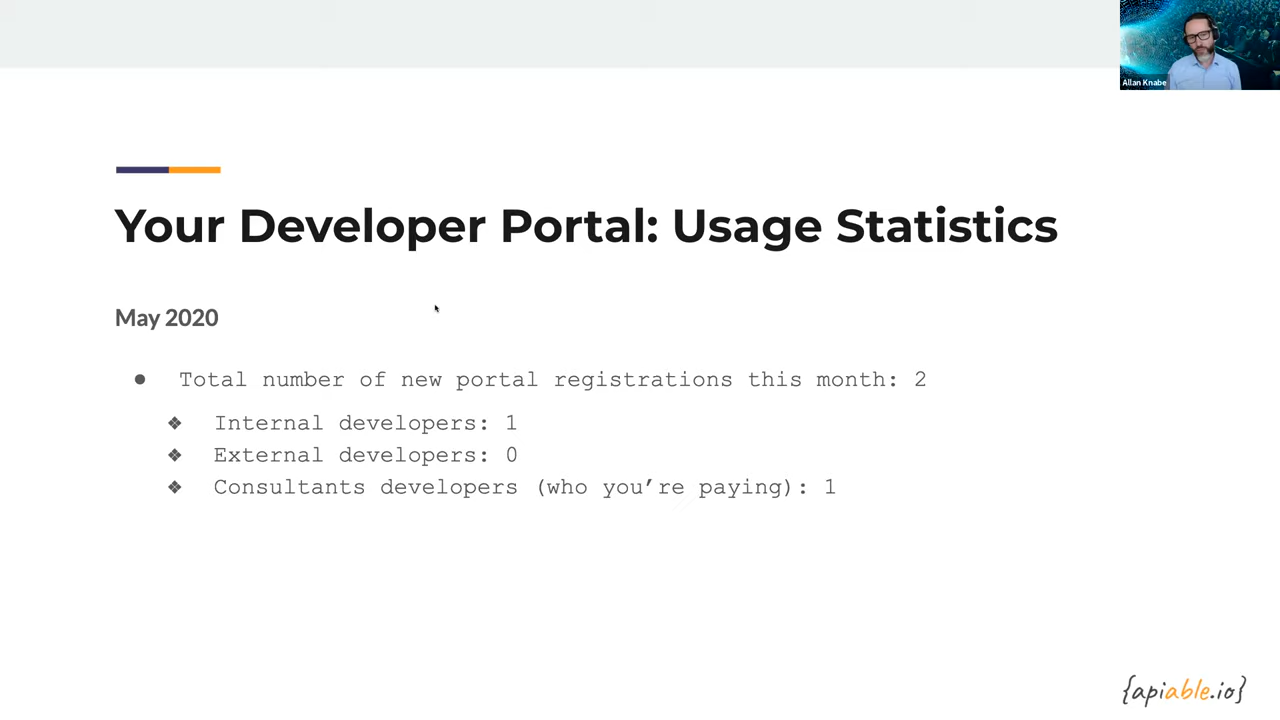 Allan Knabe
Your Developer Portal: Usage Statistics
May 2020
● Total number of new portal registrations this month: 2
❖ Internal developers: 1
❖ External developers: 0
❖ Consultants developers (who you’re paying): 1
{apiable.io}